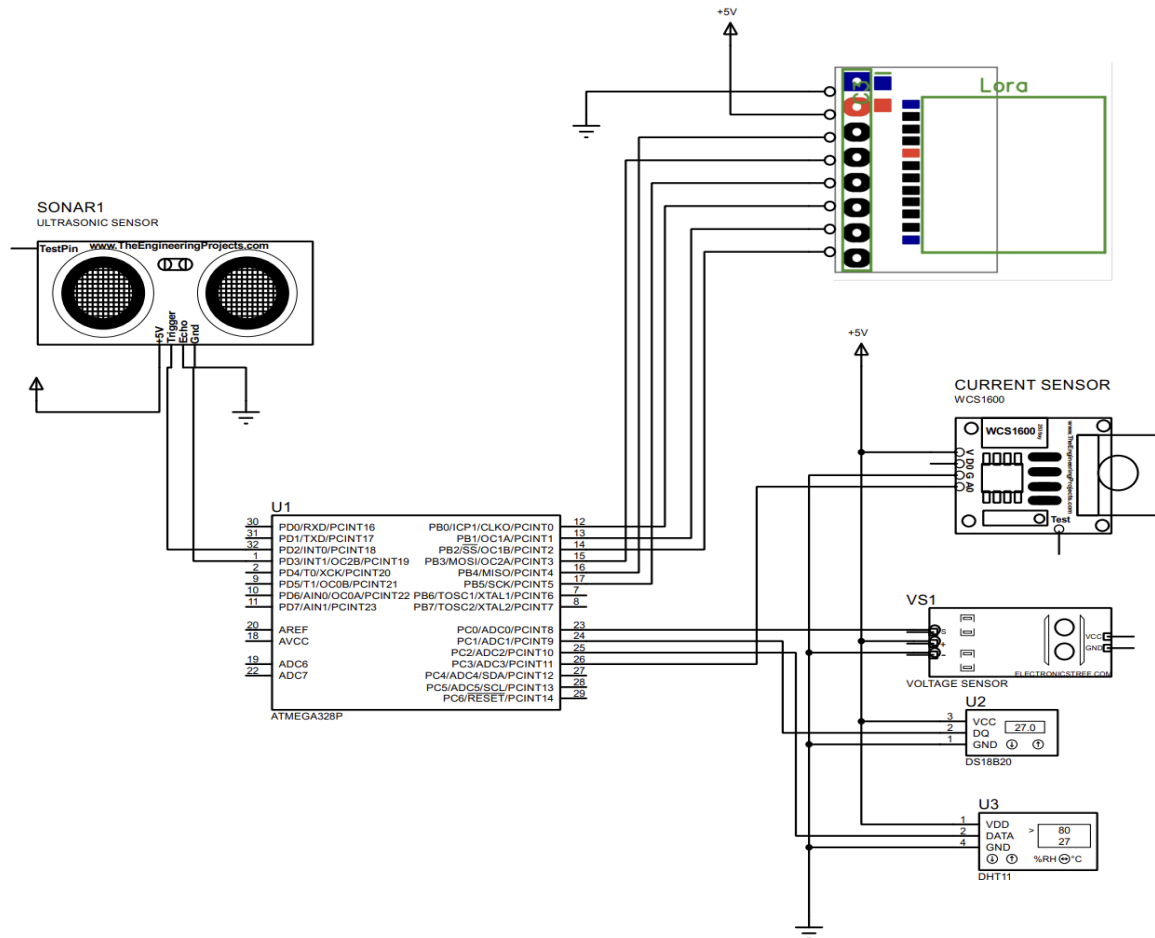 +5V
Lora
SONAR1
ULTRASONIC SENSOR
TestPin www.TheEngineeringProjects.com
+5V
Trigger
Echo
Gnd
+5V
CURRENT SENSOR
WCS1600
WCS1600
www.TheEngineeringProjects.com
V
D0
G
A0
Test
U1
30 PD0/RXD/PCINT16 PB0/ICP1/CLKO/PCINT0 12
31 PD1/TXD/PCINT17 PB1/OC1A/PCINT1 13
32 PD2/INT0/PCINT18 PB2/SS/OC1B/PCINT2 14
1 PD3/INT1/OC2B/PCINT19 PB3/MOSI/OC2A/PCINT3 15
2 PD4/T0/XCK/PCINT20 PB4/MISO/PCINT4 16
9 PD5/T1/OC0B/PCINT21 PB5/SCK/PCINT5 17
10 PD6/AIN0/OC0A/PCINT22 PB6/TOSC1/XTAL1/PCINT6 7
11 PD7/AIN1/PCINT23 PB7/TOSC2/XTAL2/PCINT7 8
20 AREF PC0/ADC0/PCINT8 23
18 AVCC PC1/ADC1/PCINT9 24
PC2/ADC2/PCINT10 25
19 ADC6 PC3/ADC3/PCINT11 26
22 ADC7 PC4/ADC4/SDA/PCINT12 27
PC5/ADC5/SCL/PCINT13 28
PC6/RESET/PCINT14 29
ATMEGA328P
VS1
S
+
-
VCC
GND
ELECTRONICSTREE.COM
VOLTAGE SENSOR
U2
3 VCC 27.0
2 DQ
1 GND
DS18B20
U3
1 VDD 80
2 DATA > 27
4 GND
%RH °C
DHT11